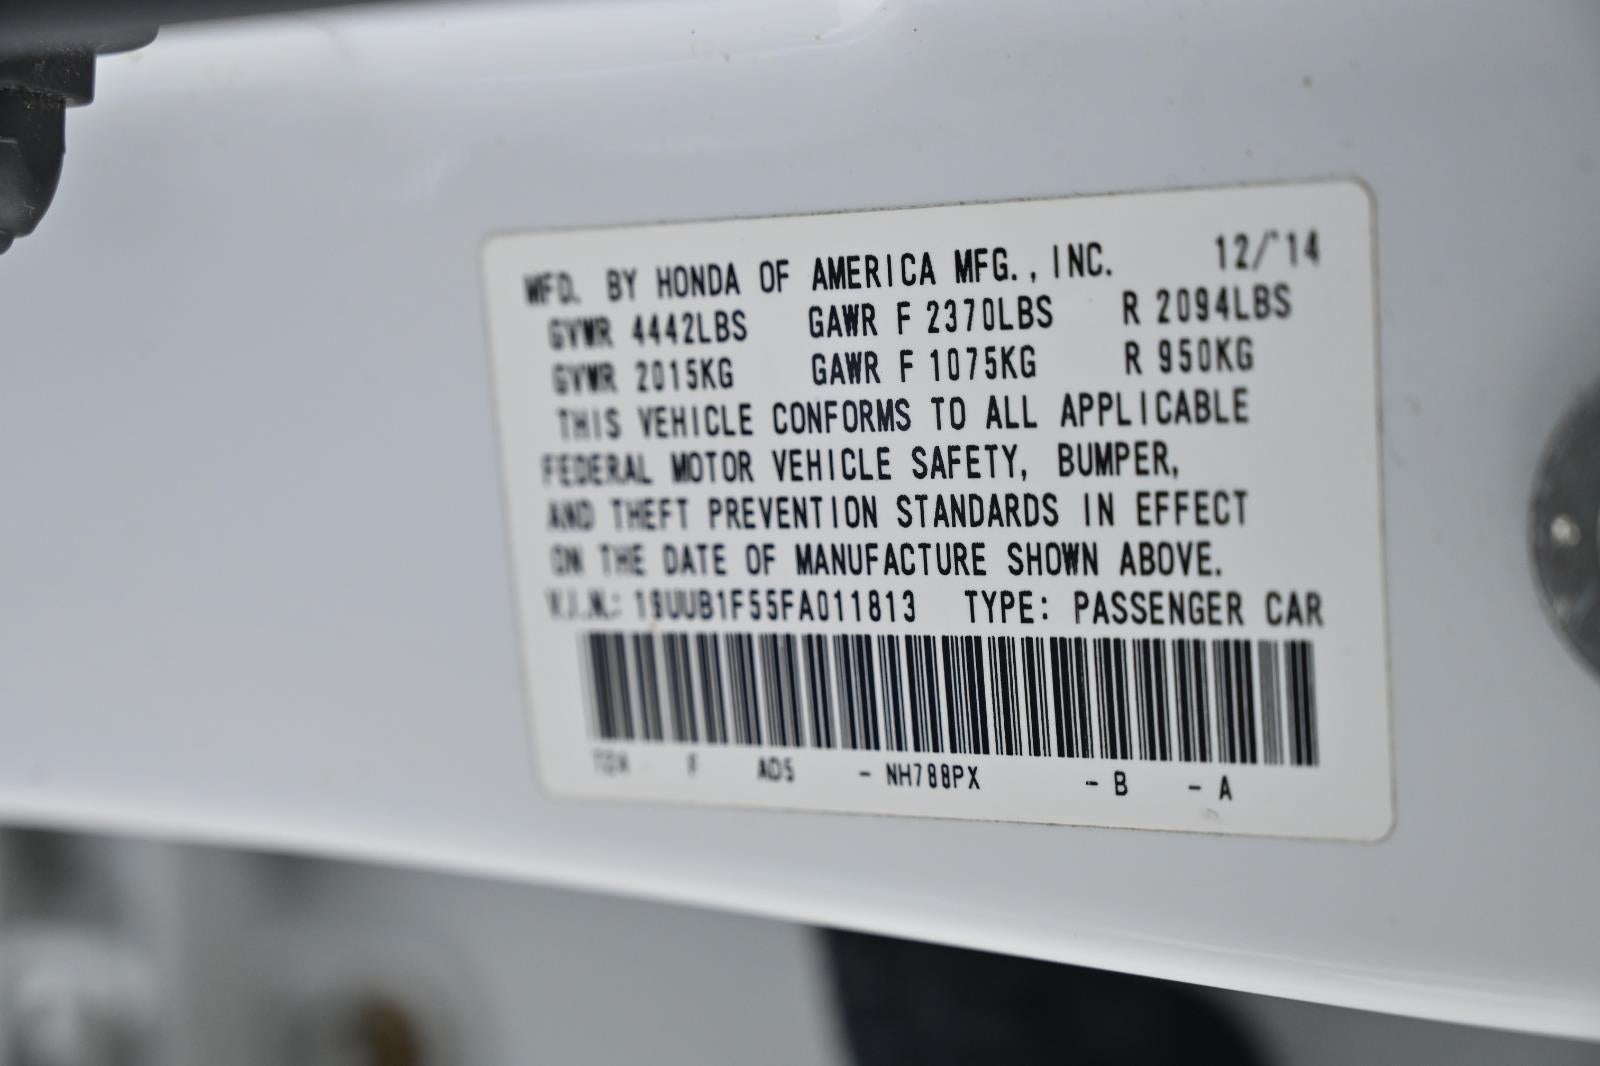 MFD. BY HONDA OF AMERICA MFG., INC. 12/14
GVWR 4442LBS GAWR F 2370LBS R 2094LBS
GVWR 2015KG GAWR F 1075KG R 950KG
THIS VEHICLE CONFORMS TO ALL APPLICABLE
FEDERAL MOTOR VEHICLE SAFETY, BUMPER,
AND THEFT PREVENTION STANDARDS IN EFFECT
ON THE DATE OF MANUFACTURE SHOWN ABOVE.
V.I.N.: 19UUB1F55FA011813 TYPE: PASSENGER CAR
F AD5 - NH788PX - B - A